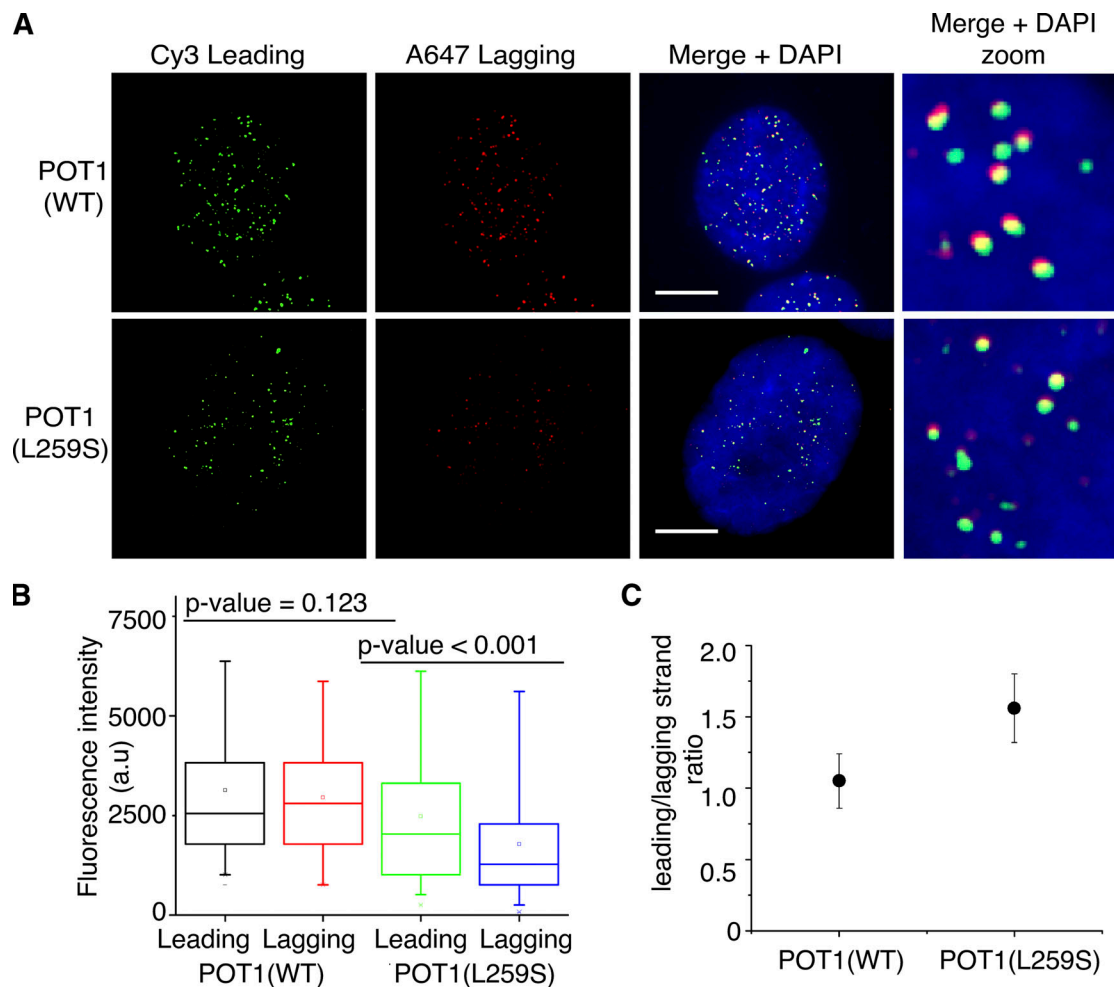 A
Cy3 Leading
A647 Lagging
Merge + DAPI
Merge + DAPI
zoom
POT1
(WT)
POT1
(L259S)
B
Fluorescence intensity
(a.u)
7500
5000
2500
0
p-value = 0.123
p-value < 0.001
Leading
Lagging
Leading
Lagging
POT1(WT)
POT1(L259S)
C
leading/lagging strand
ratio
2.0
1.5
1.0
0.5
0
POT1(WT)
POT1(L259S)